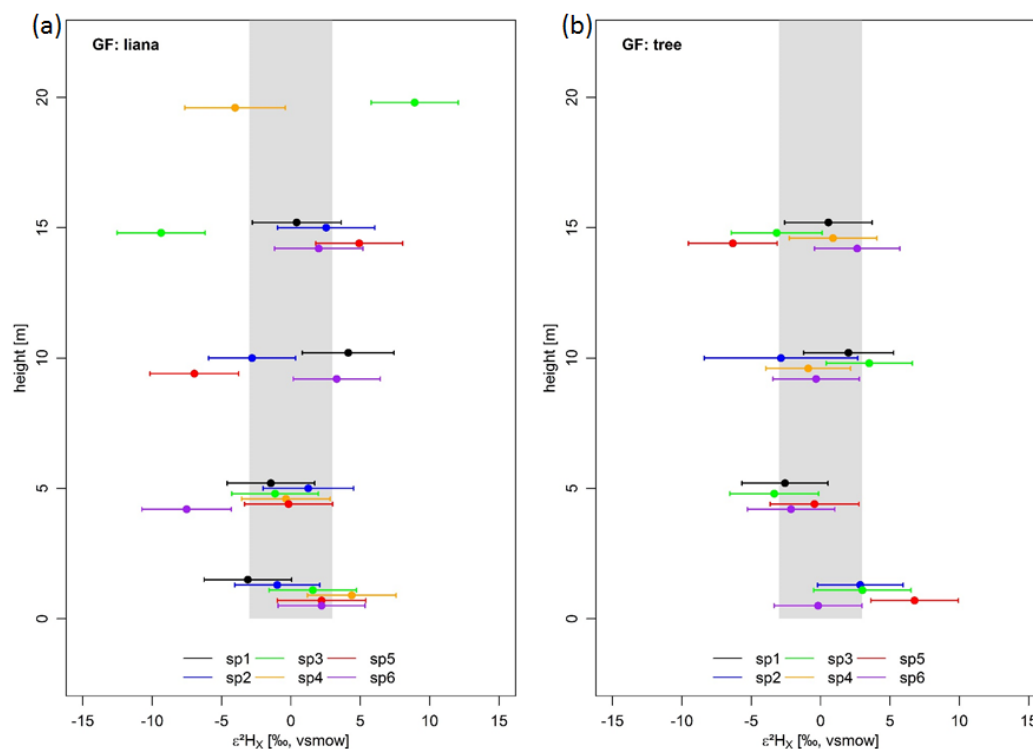 (a)
GF: liana
20
15
10
5
0
height [m]
sp1 sp3 sp5
sp2 sp4 sp6
-15 -10 -5 0 5 10 15
ε²Hₓ [‰, vsmow]
(b)
GF: tree
20
15
10
5
0
height [m]
sp1 sp3 sp5
sp2 sp4 sp6
-15 -10 -5 0 5 10 15
ε²Hₓ [‰, vsmow]